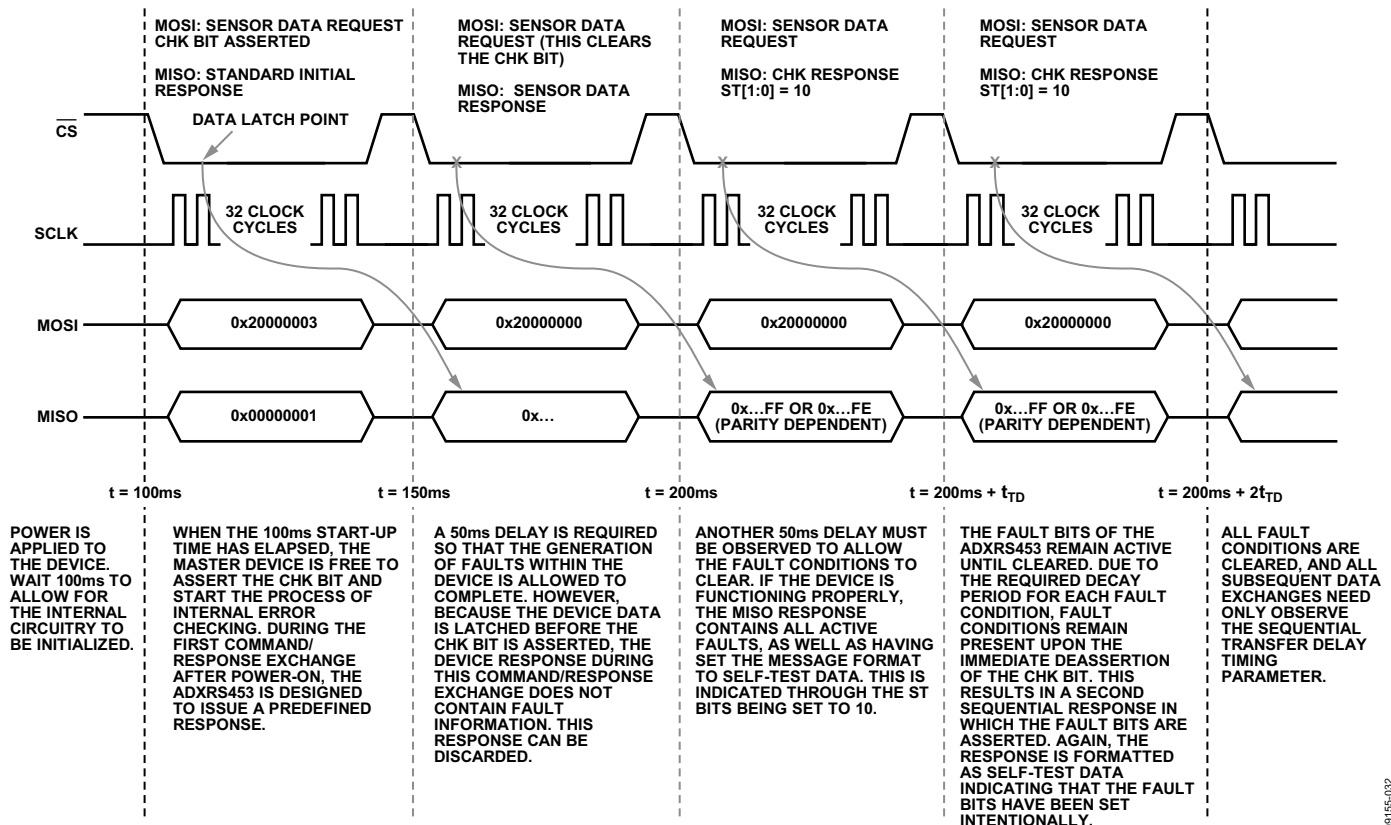 MOSI: SENSOR DATA REQUEST
CHK BIT ASSERTED
MISO: STANDARD INITIAL
RESPONSE
MOSI: SENSOR DATA
REQUEST (THIS CLEARS
THE CHK BIT)
MISO: SENSOR DATA
RESPONSE
MOSI: SENSOR DATA
REQUEST
MISO: CHK RESPONSE
ST[1:0] = 10
MOSI: SENSOR DATA
REQUEST
MISO: CHK RESPONSE
ST[1:0] = 10
CS
DATA LATCH POINT
X
X
X
SCLK
32 CLOCK
CYCLES
32 CLOCK
CYCLES
32 CLOCK
CYCLES
32 CLOCK
CYCLES
MOSI
0x20000003
0x20000000
0x20000000
0x20000000
MISO
0x00000001
0x...
0x...FF OR 0x...FE
(PARITY DEPENDENT)
0x...FF OR 0x...FE
(PARITY DEPENDENT)
t = 100ms
t = 150ms
t = 200ms
t = 200ms + tTD
t = 200ms + 2tTD
POWER IS
APPLIED TO
THE DEVICE.
WAIT 100ms TO
ALLOW FOR
THE INTERNAL
CIRCUITRY TO
BE INITIALIZED.
WHEN THE 100ms START-UP
TIME HAS ELAPSED, THE
MASTER DEVICE IS FREE TO
ASSERT THE CHK BIT AND
START THE PROCESS OF
INTERNAL ERROR
CHECKING. DURING THE
FIRST COMMAND/
RESPONSE EXCHANGE
AFTER POWER-ON, THE
ADXRS453 IS DESIGNED
TO ISSUE A PREDEFINED
RESPONSE.
A 50ms DELAY IS REQUIRED
SO THAT THE GENERATION
OF FAULTS WITHIN THE
DEVICE IS ALLOWED TO
COMPLETE. HOWEVER,
BECAUSE THE DEVICE DATA
IS LATCHED BEFORE THE
CHK BIT IS ASSERTED, THE
DEVICE RESPONSE DURING
THIS COMMAND/RESPONSE
EXCHANGE DOES NOT
CONTAIN FAULT
INFORMATION. THIS
RESPONSE CAN BE
DISCARDED.
ANOTHER 50ms DELAY MUST
BE OBSERVED TO ALLOW
THE FAULT CONDITIONS TO
CLEAR. IF THE DEVICE IS
FUNCTIONING PROPERLY,
THE MISO RESPONSE
CONTAINS ALL ACTIVE
FAULTS, AS WELL AS HAVING
SET THE MESSAGE FORMAT
TO SELF-TEST DATA. THIS IS
INDICATED THROUGH THE ST
BITS BEING SET TO 10.
THE FAULT BITS OF THE
ADXRS453 REMAIN ACTIVE
UNTIL CLEARED. DUE TO
THE REQUIRED DECAY
PERIOD FOR EACH FAULT
CONDITION, FAULT
CONDITIONS REMAIN
PRESENT UPON THE
IMMEDIATE DEASSERTION
OF THE CHK BIT. THIS
RESULTS IN A SECOND
SEQUENTIAL RESPONSE IN
WHICH THE FAULT BITS ARE
ASSERTED. AGAIN, THE
RESPONSE IS FORMATTED
AS SELF-TEST DATA
INDICATING THAT THE FAULT
BITS HAVE BEEN SET
INTENTIONALLY.
ALL FAULT
CONDITIONS ARE
CLEARED, AND ALL
SUBSEQUENT DATA
EXCHANGES NEED
ONLY OBSERVE
THE SEQUENTIAL
TRANSFER DELAY
TIMING
PARAMETER.